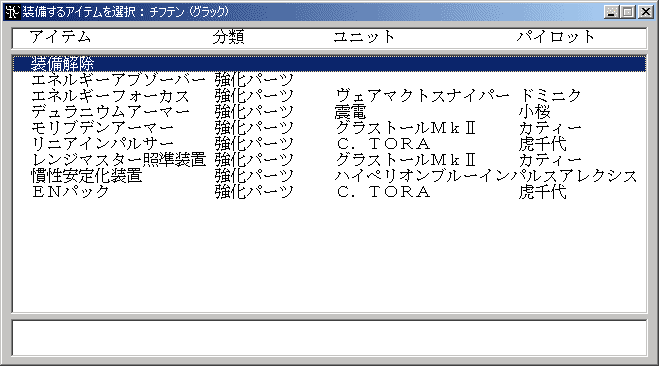 装備するアイテムを選択 : チフテン (グラック)
アイテム 分類 ユニット パイロット
装備解除
エネルギーアブソーバー 強化パーツ
エネルギーフォーカス 強化パーツ ヴェアマクトスナイパー ドミニク
デュラニウムアーマー 強化パーツ 震電 小桜
モリブデンアーマー 強化パーツ グラストールＭｋⅡ カティー
リニアインパルサー 強化パーツ Ｃ．ＴＯＲＡ 虎千代
レンジマスター照準装置 強化パーツ グラストールＭｋⅡ カティー
慣性安定化装置 強化パーツ ハイペリオンブルーインパルスアレクシス
ＥＮパック 強化パーツ Ｃ．ＴＯＲＡ 虎千代